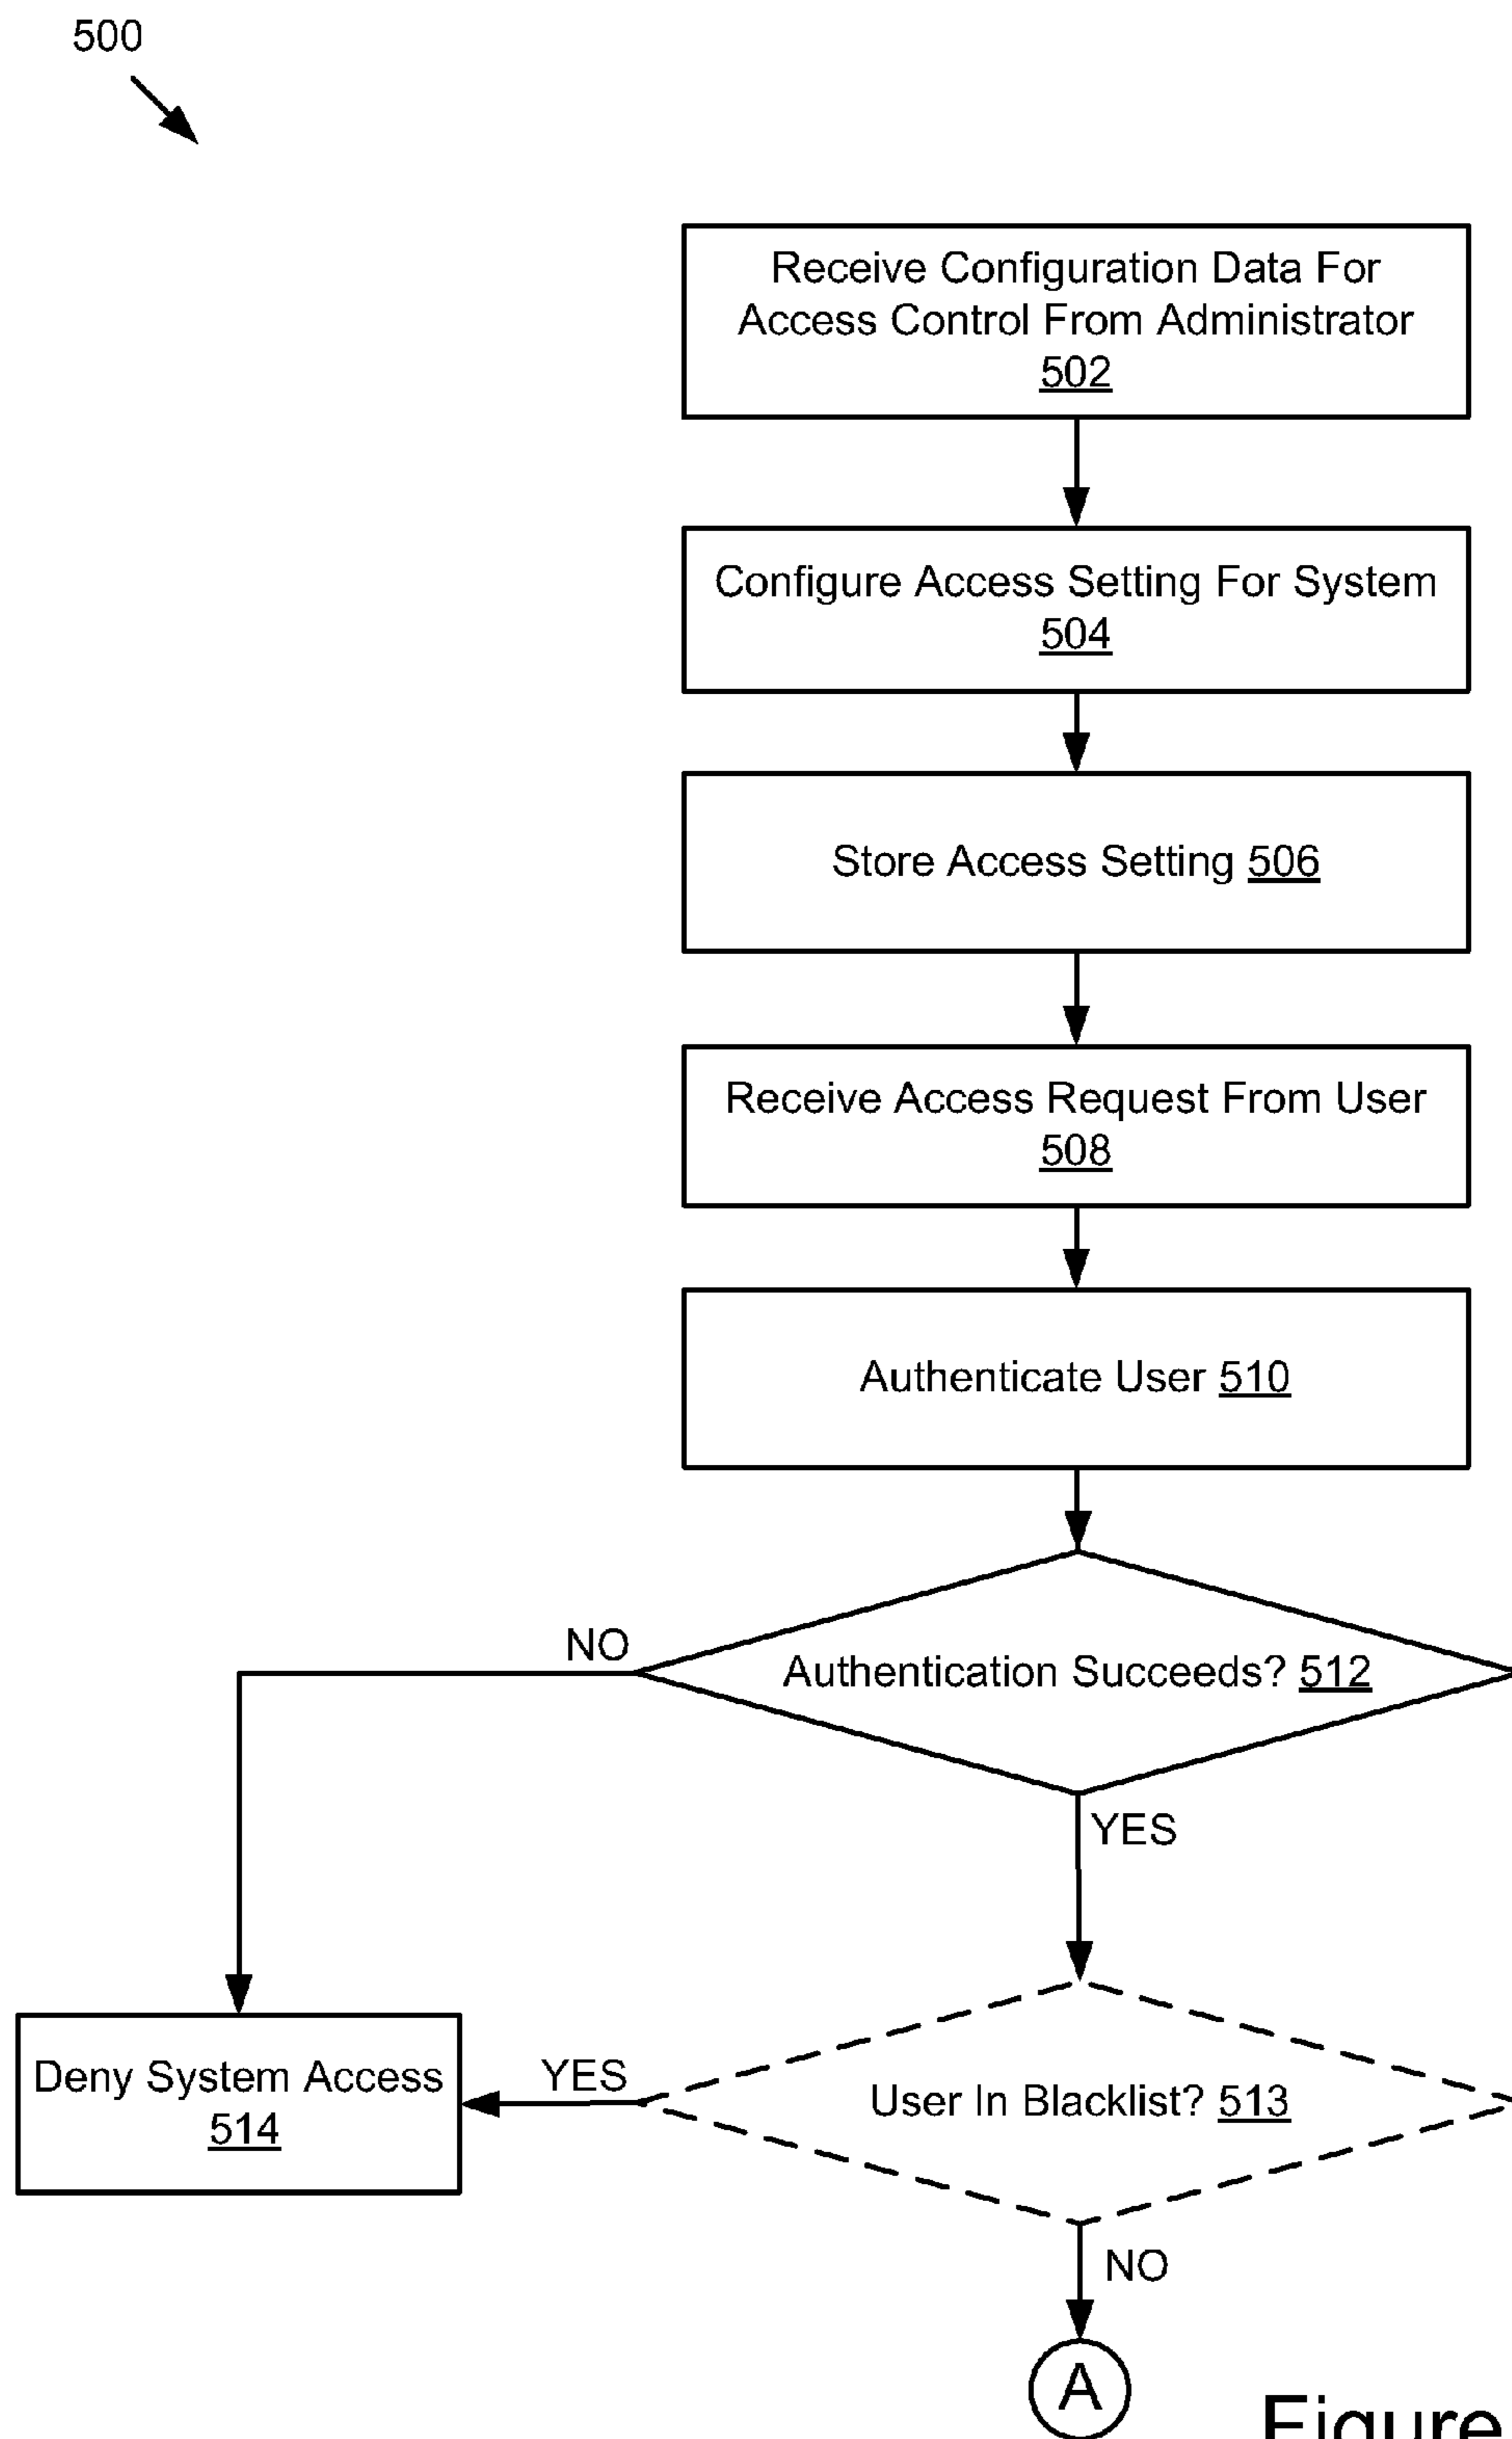 500
Receive Configuration Data For
Access Control From Administrator
502
Configure Access Setting For System
504
Store Access Setting 506
Receive Access Request From User
508
Authenticate User 510
NO
Authentication Succeeds? 512
YES
Deny System Access
514
YES
User In Blacklist? 513
NO
A
Figure